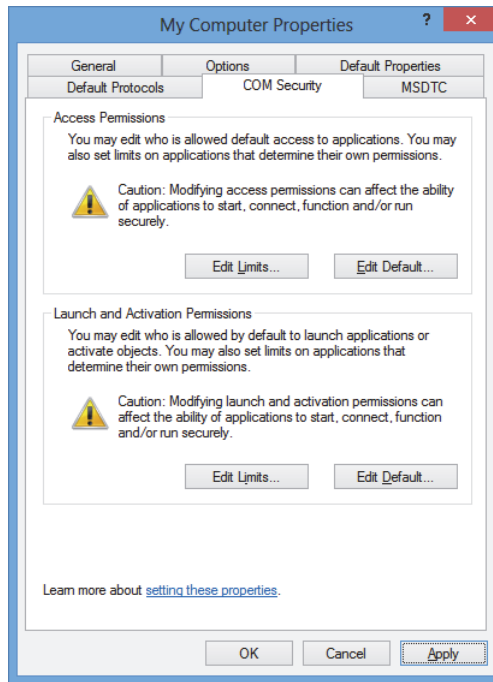 My Computer Properties
?
×
General
Options
Default Properties
Default Protocols
COM Security
MSDTC
Access Permissions
You may edit who is allowed default access to applications. You may
also set limits on applications that determine their own permissions.
Caution: Modifying access permissions can affect the ability
of applications to start, connect, function and/or run
securely.
Edit Limits...
Edit Default...
Launch and Activation Permissions
You may edit who is allowed by default to launch applications or
activate objects. You may also set limits on applications that
determine their own permissions.
Caution: Modifying launch and activation permissions can
affect the ability of applications to start, connect, function
and/or run securely.
Edit Limits...
Edit Default...
Learn more about setting these properties.
OK
Cancel
Apply